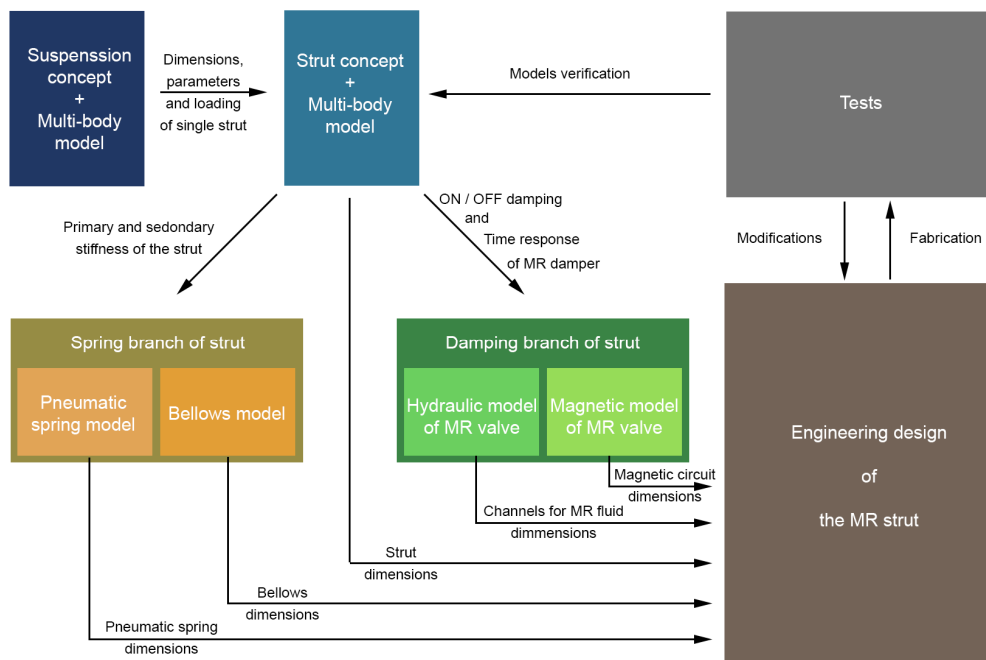 Suspenssion
concept
+
Multi-body
model
Dimensions,
parameters
and loading
of single strut
Strut concept
+
Multi-body
model
Models verification
Tests
Primary and sedondary
stiffness of the strut
ON / OFF damping
and
Time response
of MR damper
Modifications
Fabrication
Spring branch of strut
Pneumatic
spring model
Bellows model
Damping branch of strut
Hydraulic model
of MR valve
Magnetic model
of MR valve
Engineering design
of
the MR strut
Magnetic circuit
dimensions
Channels for MR fluid
dimmensions
Strut
dimensions
Bellows
dimensions
Pneumatic spring
dimensions